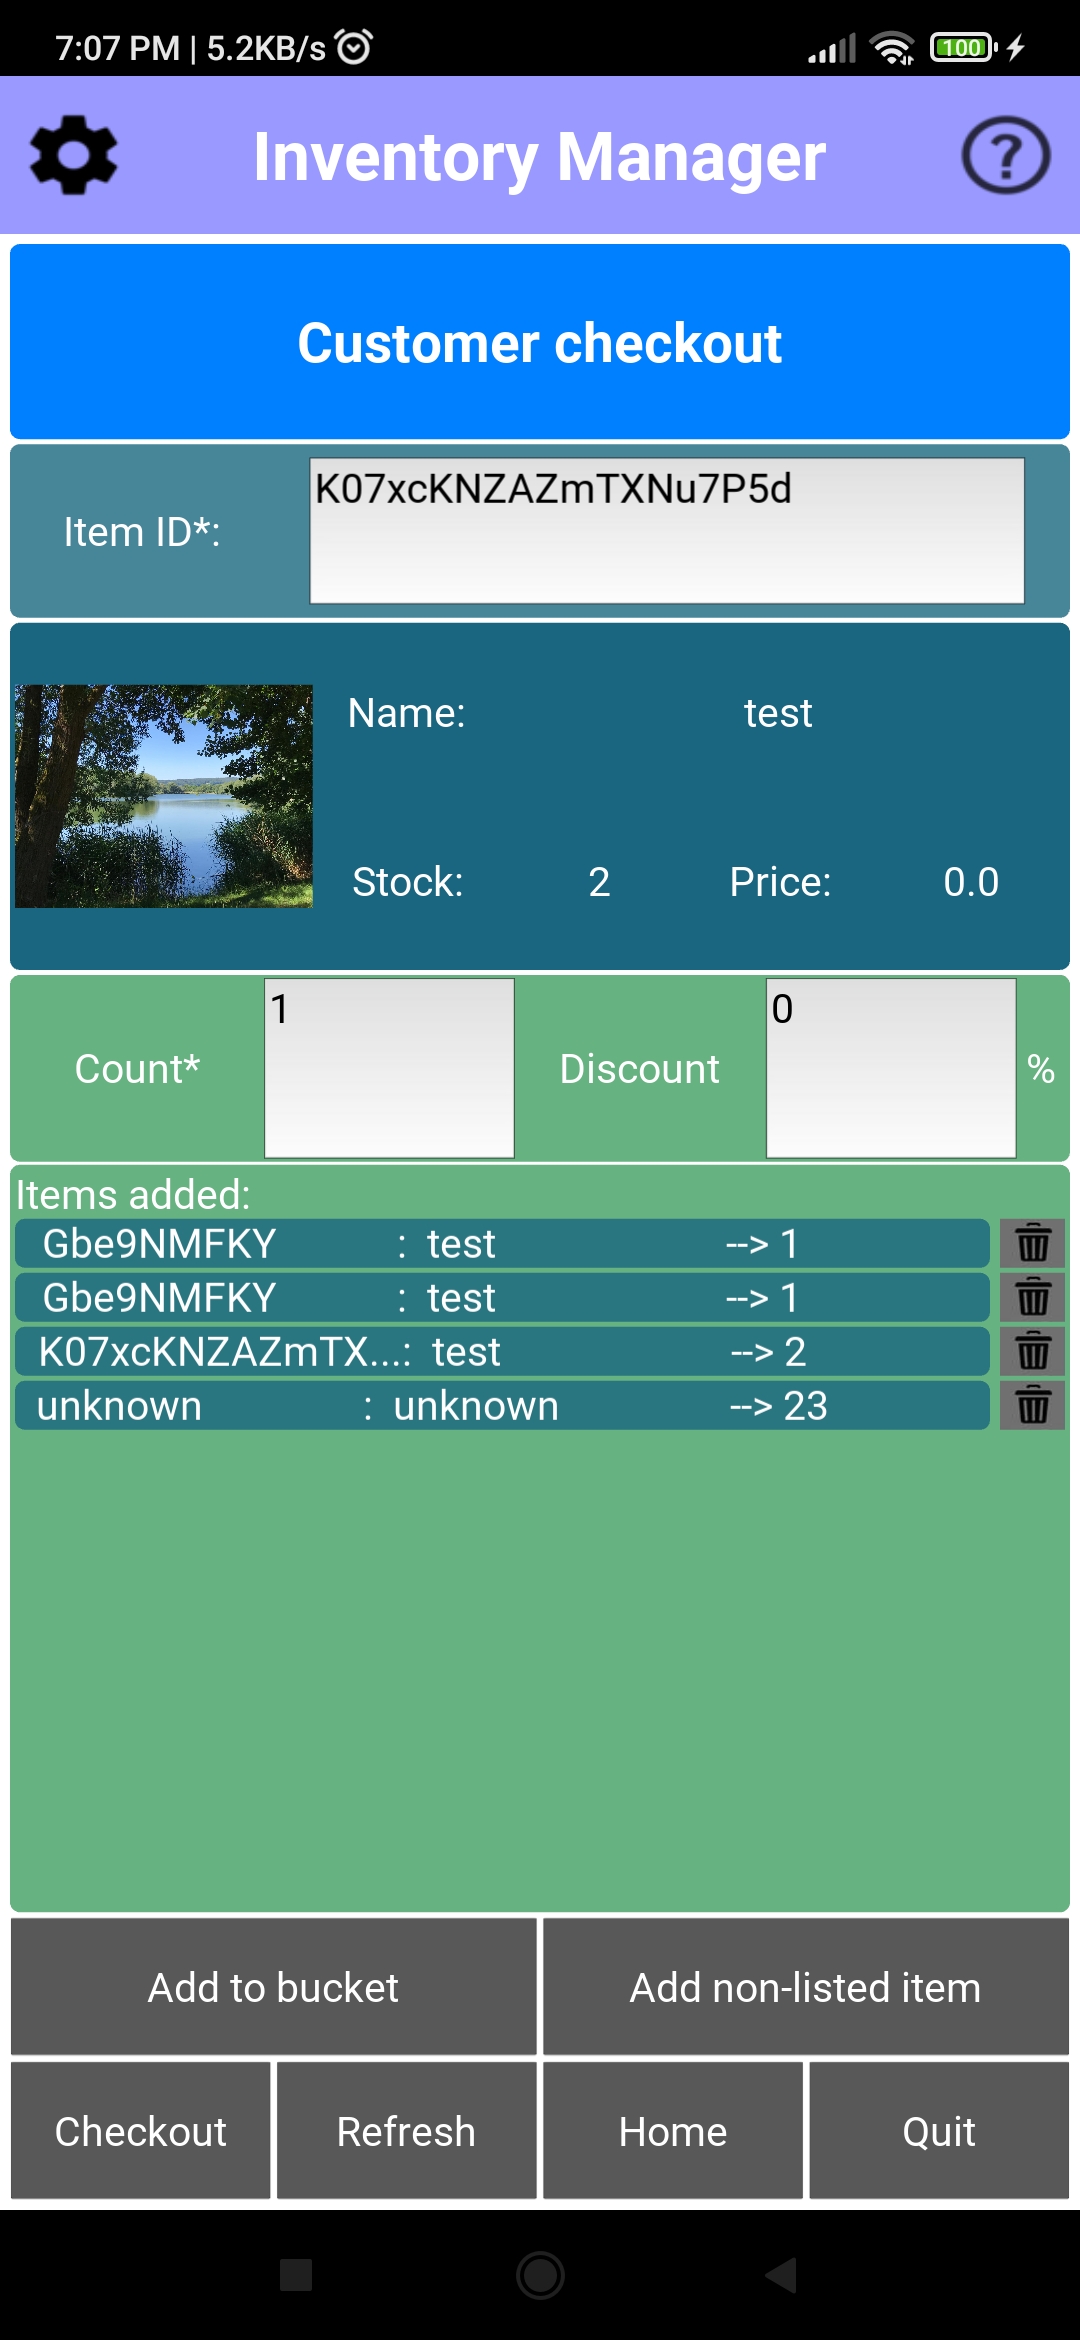 7:07 PM | 5.2KB/s 100
Inventory Manager ?
Customer checkout
Item ID*: K07xcKNZAZmTXNu7P5d
Name: test
Stock: 2 Price: 0.0
Count* 1 Discount 0 %
Items added:
Gbe9NMFKY : test --> 1
Gbe9NMFKY : test --> 1
K07xcKNZAZmTX...: test --> 2
unknown : unknown --> 23
Add to bucket Add non-listed item
Checkout Refresh Home Quit